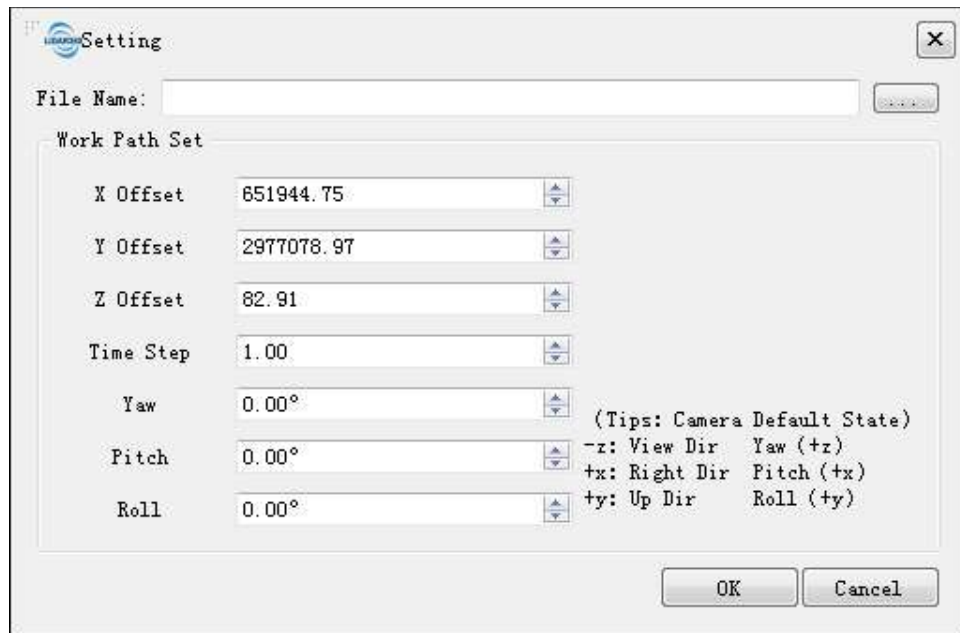 Setting
File Name:
...
Work Path Set
X Offset 651944.75
Y Offset 2977078.97
Z Offset 82.91
Time Step 1.00
Yaw 0.00°
Pitch 0.00°
Roll 0.00°
(Tips: Camera Default State)
-z: View Dir Yaw (+z)
+x: Right Dir Pitch (+x)
+y: Up Dir Roll (+y)
OK Cancel